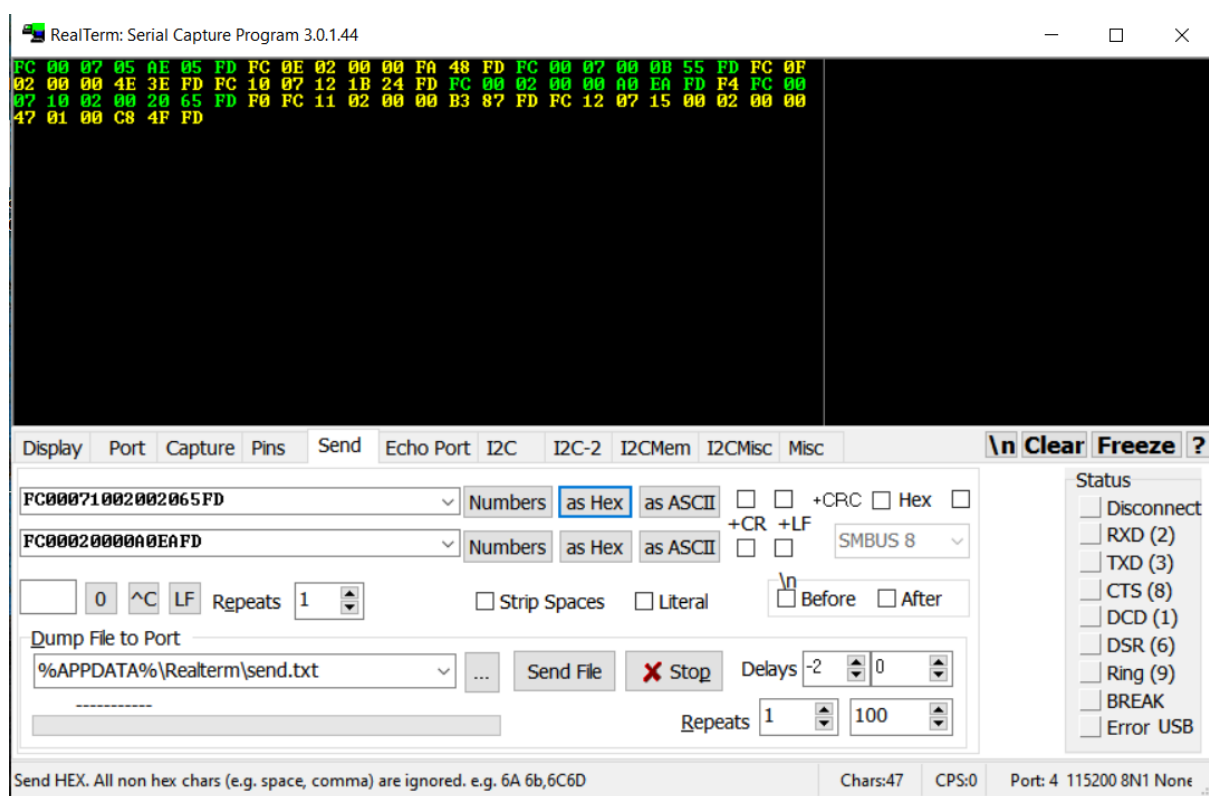 RealTerm: Serial Capture Program 3.0.1.44
FC 00 07 05 AE 05 FD FC 0E 02 00 00 FA 48 FD FC 00 07 00 0B 55 FD FC 0F
02 00 00 4E 3E FD FC 10 07 12 1B 24 FD FC 00 02 00 00 A0 EA FD F4 FC 00
07 10 02 00 20 65 FD F0 FC 11 02 00 00 B3 87 FD FC 12 07 15 00 02 00 00
47 01 00 C8 4F FD
Display Port Capture Pins Send Echo Port I2C I2C-2 I2CMem I2CMisc Misc \n Clear Freeze ?
FC00071002002065FD Numbers as Hex as ASCII +CRC Hex
+CR +LF
FC00020000A0EAFD Numbers as Hex as ASCII SMBUS 8
0 ^C LF Repeats 1 Strip Spaces Literal \n Before After
Dump File to Port
%APPDATA%\Realterm\send.txt ... Send File Stop Delays -2 0
-----------
Repeats 1 100
Status
Disconnect
RXD (2)
TXD (3)
CTS (8)
DCD (1)
DSR (6)
Ring (9)
BREAK
Error USB
Send HEX. All non hex chars (e.g. space, comma) are ignored. e.g. 6A 6b,6C6D Chars:47 CPS:0 Port: 4 115200 8N1 None